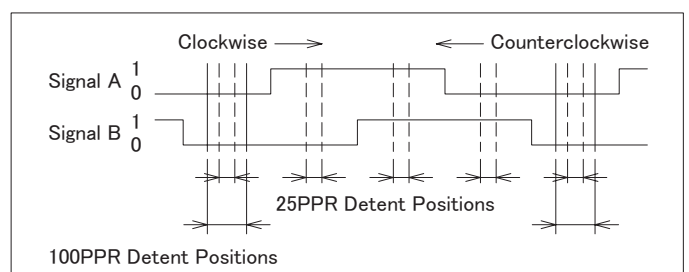 Clockwise Counterclockwise
Signal A 1
0
Signal B 1
0
25PPR Detent Positions
100PPR Detent Positions